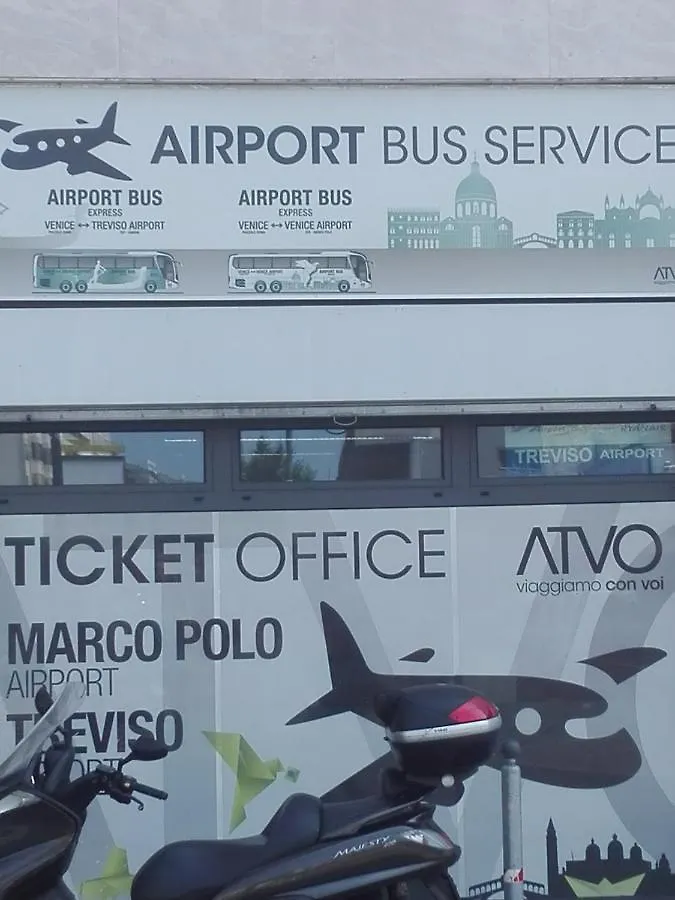 AIRPORT BUS SERVICE
AIRPORT BUS
EXPRESS
VENICE ↔ TREVISO AIRPORT
AIRPORT BUS
EXPRESS
VENICE ↔ VENICE AIRPORT
TREVISO AIRPORT
TICKET OFFICE
ATVO
viaggiamo con voi
MARCO POLO
AIRPORT
TREVISO
MAJESTY